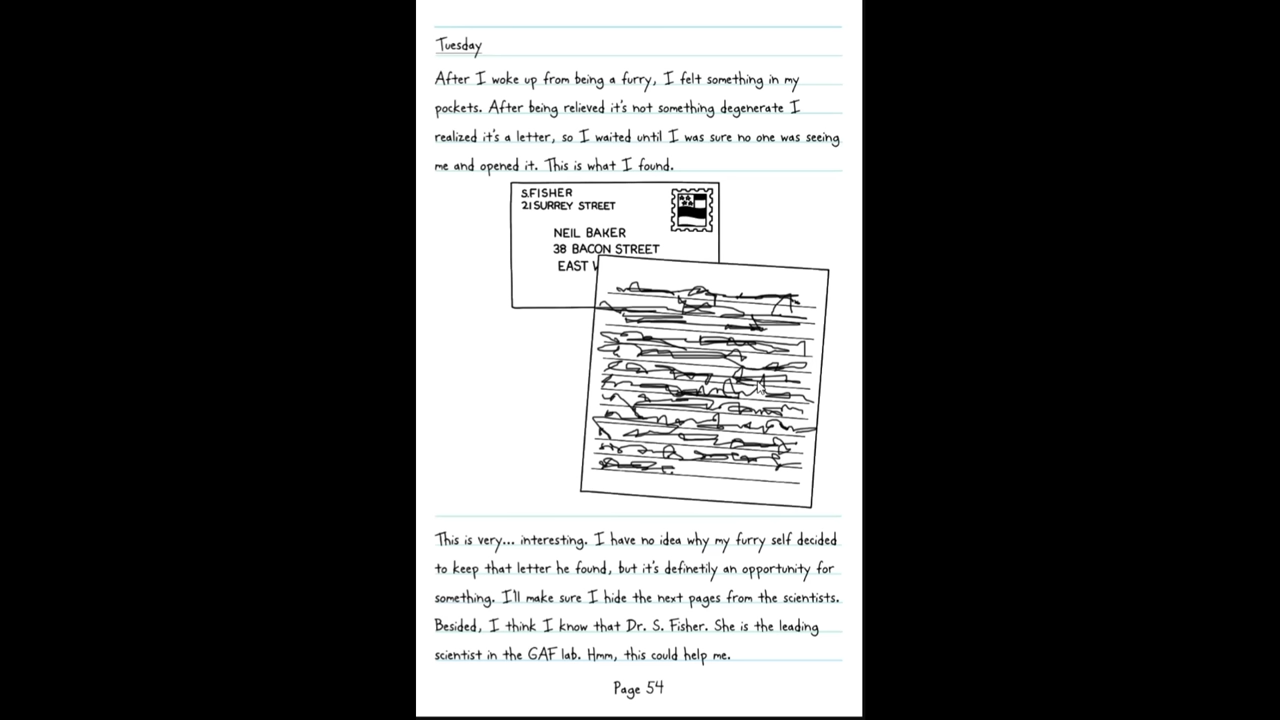 Tuesday
After I woke up from being a furry, I felt something in my
pockets. After being relieved it's not something degenerate I
realized it's a letter, so I waited until I was sure no one was seeing
me and opened it. This is what I found.
S.FISHER
21 SURREY STREET
NEIL BAKER
38 BACON STREET
EAST
This is very... interesting. I have no idea why my furry self decided
to keep that letter he found, but it's definetily an opportunity for
something. I'll make sure I hide the next pages from the scientists.
Besided, I think I know that Dr. S. Fisher. She is the leading
scientist in the GAF lab. Hmm, this could help me.
Page 54